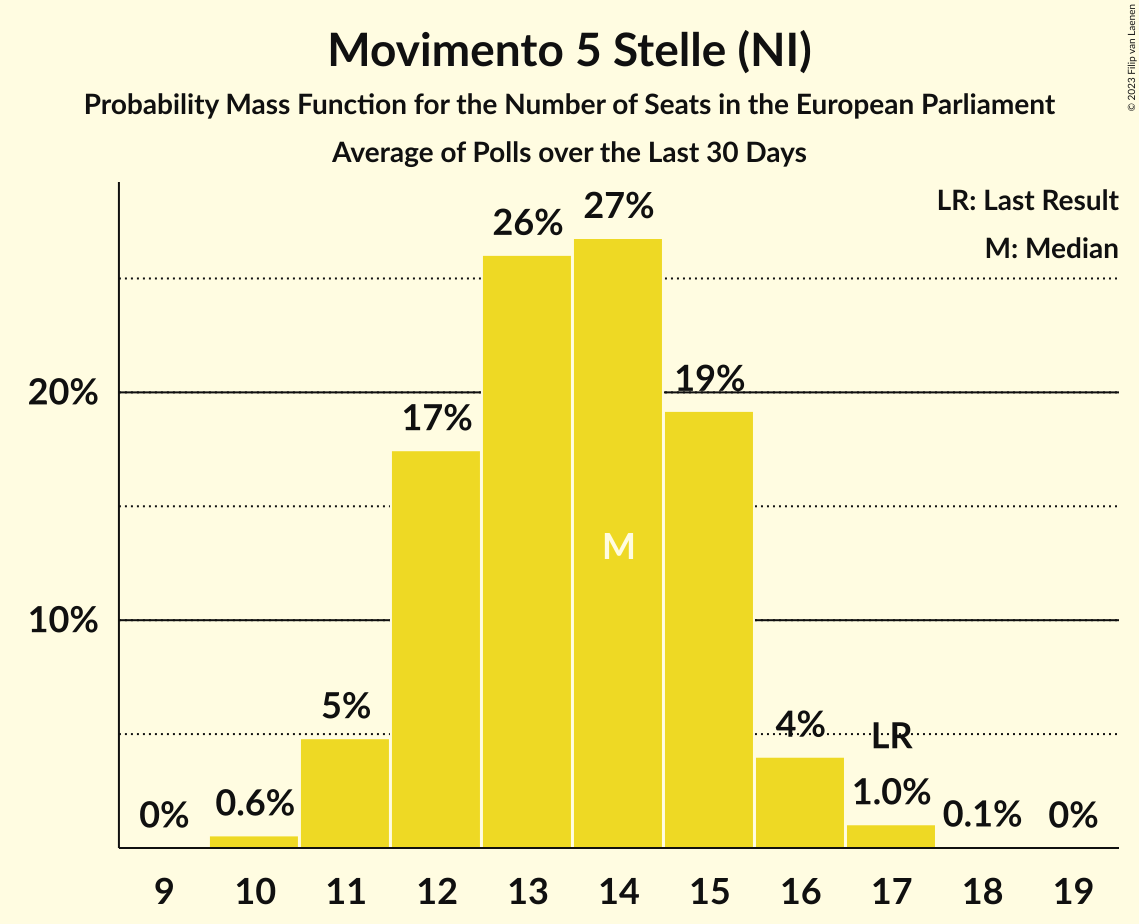 Movimento 5 Stelle (NI)
Probability Mass Function for the Number of Seats in the European Parliament
Average of Polls over the Last 30 Days
© 2023 Filip van Laenen
LR: Last Result
M: Median
27%
26%
20%
19%
17%
M
10%
5%
4%
LR
0%
0.6%
1.0%
0.1%
0%
9 10 11 12 13 14 15 16 17 18 19